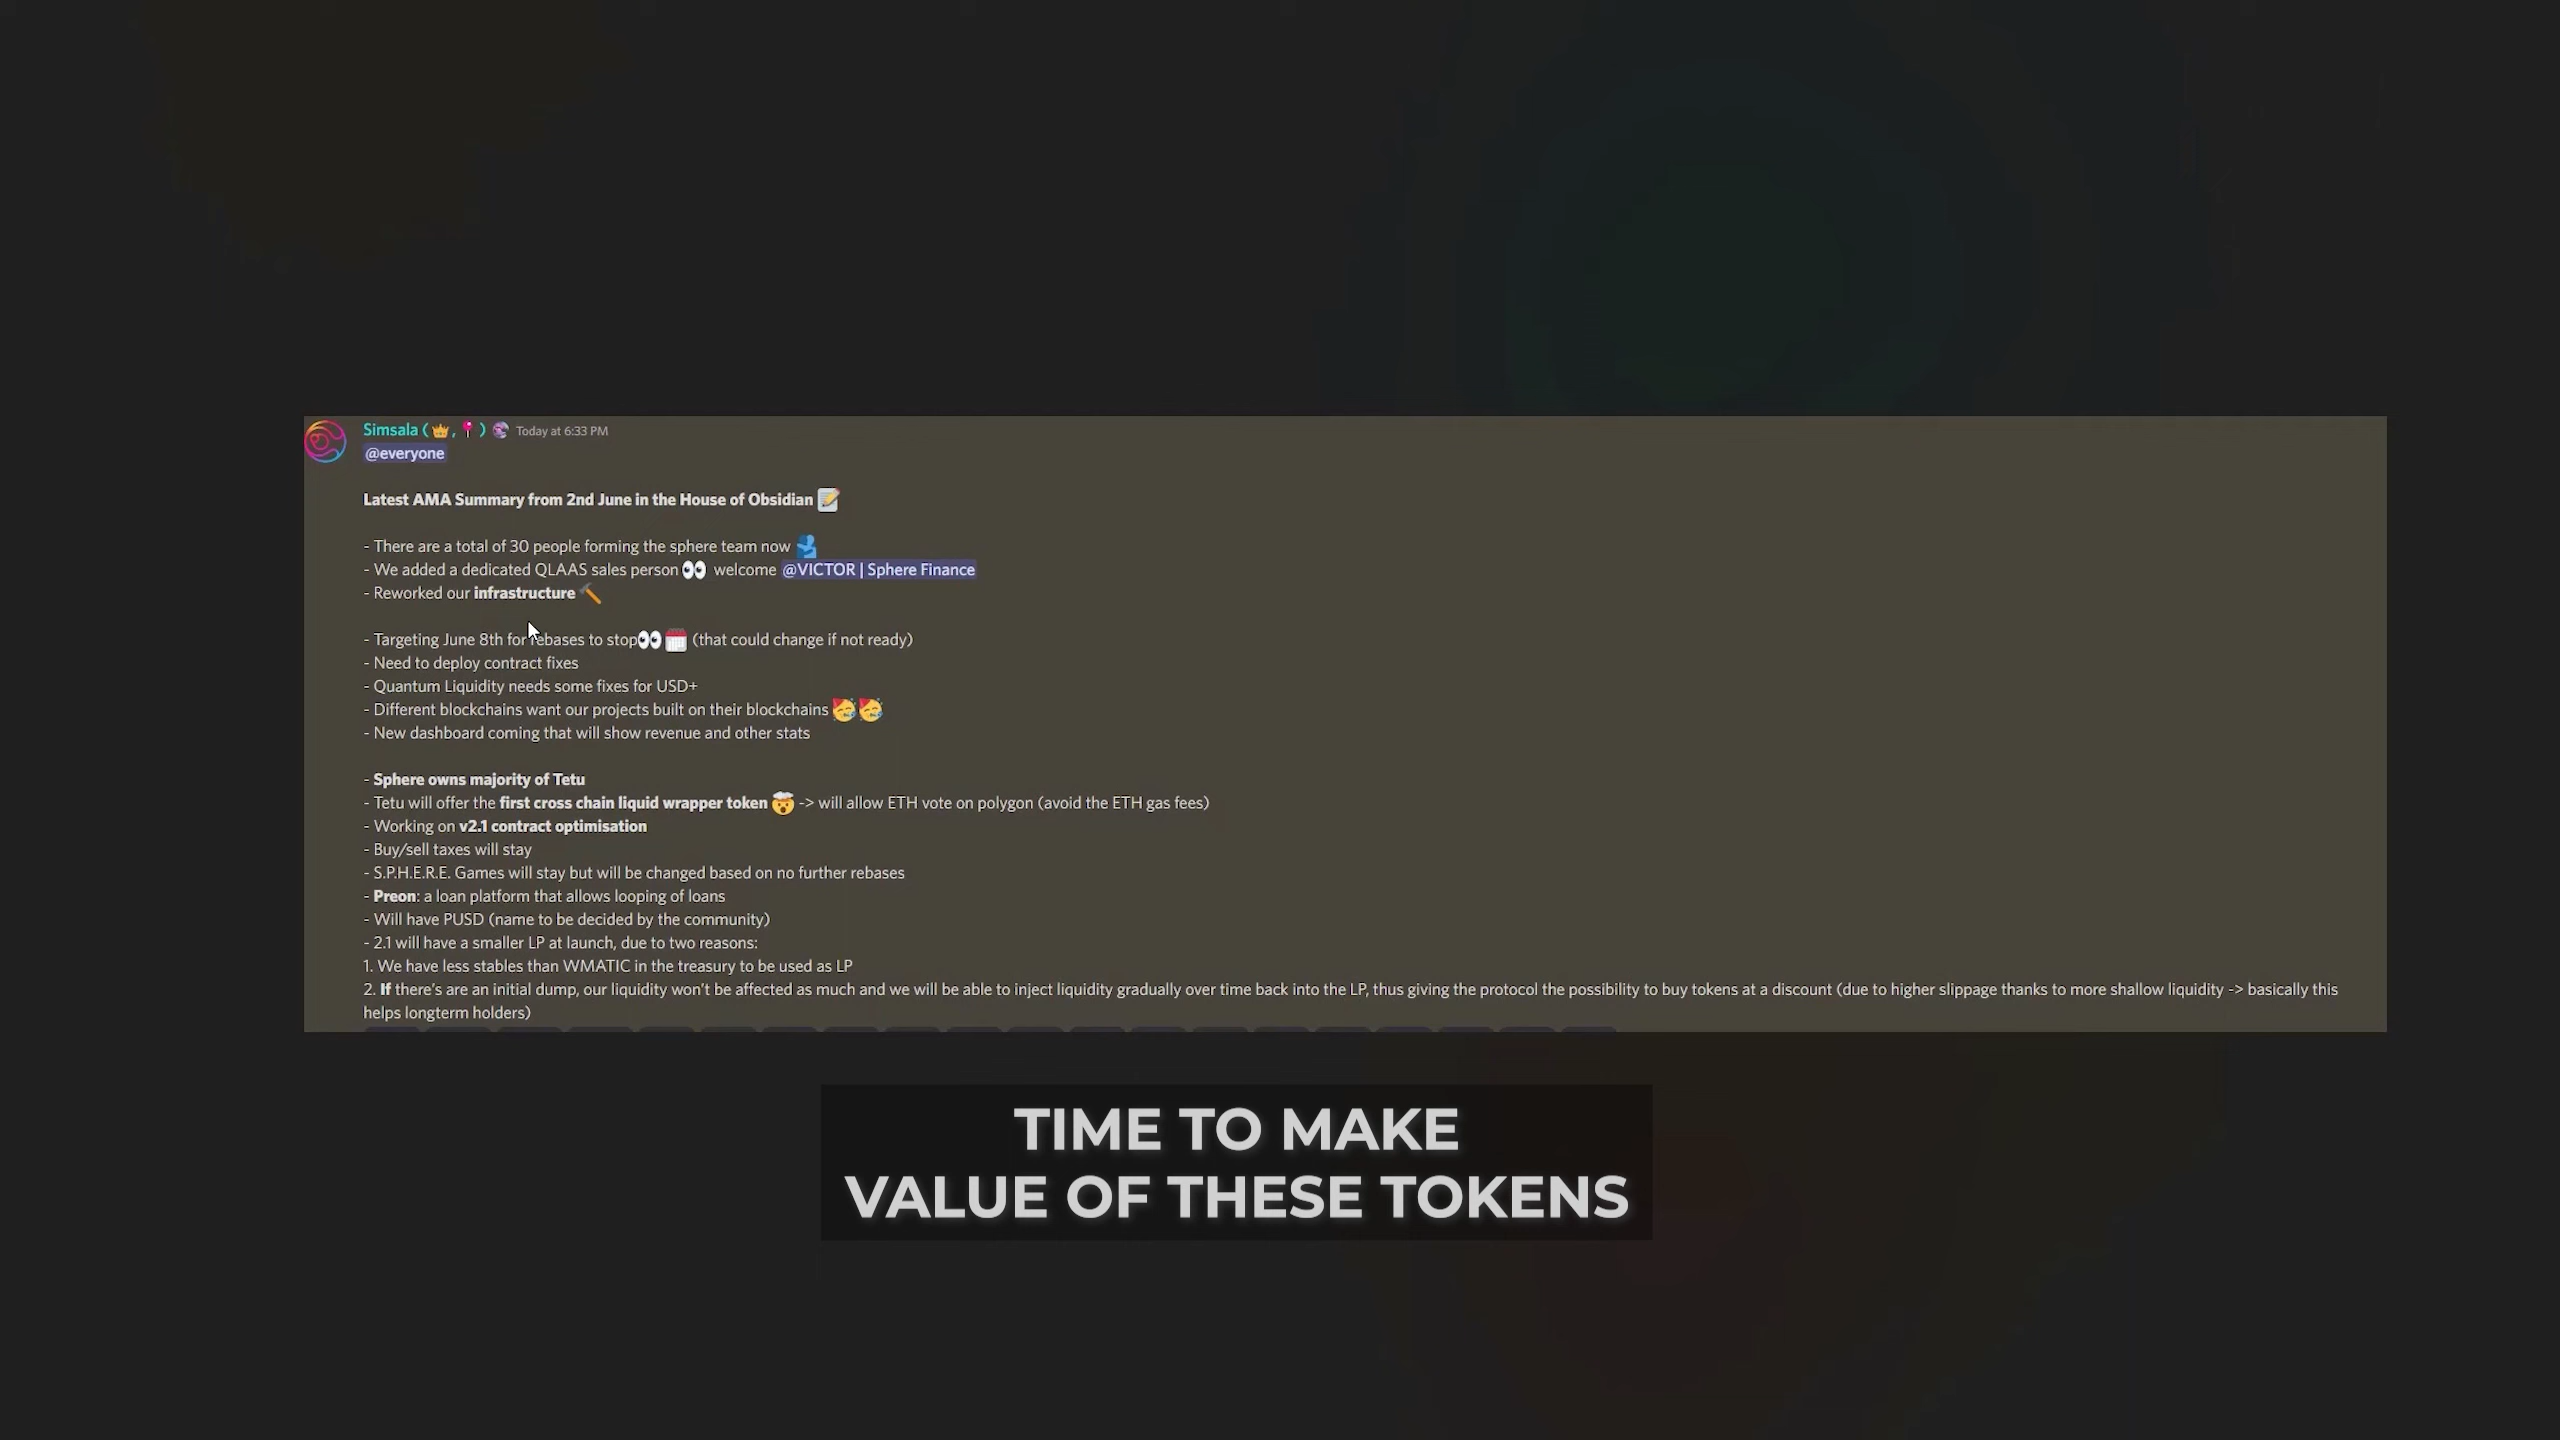 Simsala (👑, 📍) Today at 6:33 PM
@everyone
Latest AMA Summary from 2nd June in the House of Obsidian 📝
- There are a total of 30 people forming the sphere team now 🫂
- We added a dedicated QLAAS sales person 👀 welcome @VICTOR | Sphere Finance
- Reworked our infrastructure 🔨
- Targeting June 8th for rebases to stop👀 📅 (that could change if not ready)
- Need to deploy contract fixes
- Quantum Liquidity needs some fixes for USD+
- Different blockchains want our projects built on their blockchains 🥳🥳
- New dashboard coming that will show revenue and other stats
- Sphere owns majority of Tetu
- Tetu will offer the first cross chain liquid wrapper token 🤯 -> will allow ETH vote on polygon (avoid the ETH gas fees)
- Working on v2.1 contract optimisation
- Buy/sell taxes will stay
- S.P.H.E.R.E. Games will stay but will be changed based on no further rebases
- Preon: a loan platform that allows looping of loans
- Will have PUSD (name to be decided by the community)
- 2.1 will have a smaller LP at launch, due to two reasons:
1. We have less stables than WMATIC in the treasury to be used as LP
2. If there's are an initial dump, our liquidity won't be affected as much and we will be able to inject liquidity gradually over time back into the LP, thus giving the protocol the possibility to buy tokens at a discount (due to higher slippage thanks to more shallow liquidity -> basically this
helps longterm holders)
TIME TO MAKE
VALUE OF THESE TOKENS